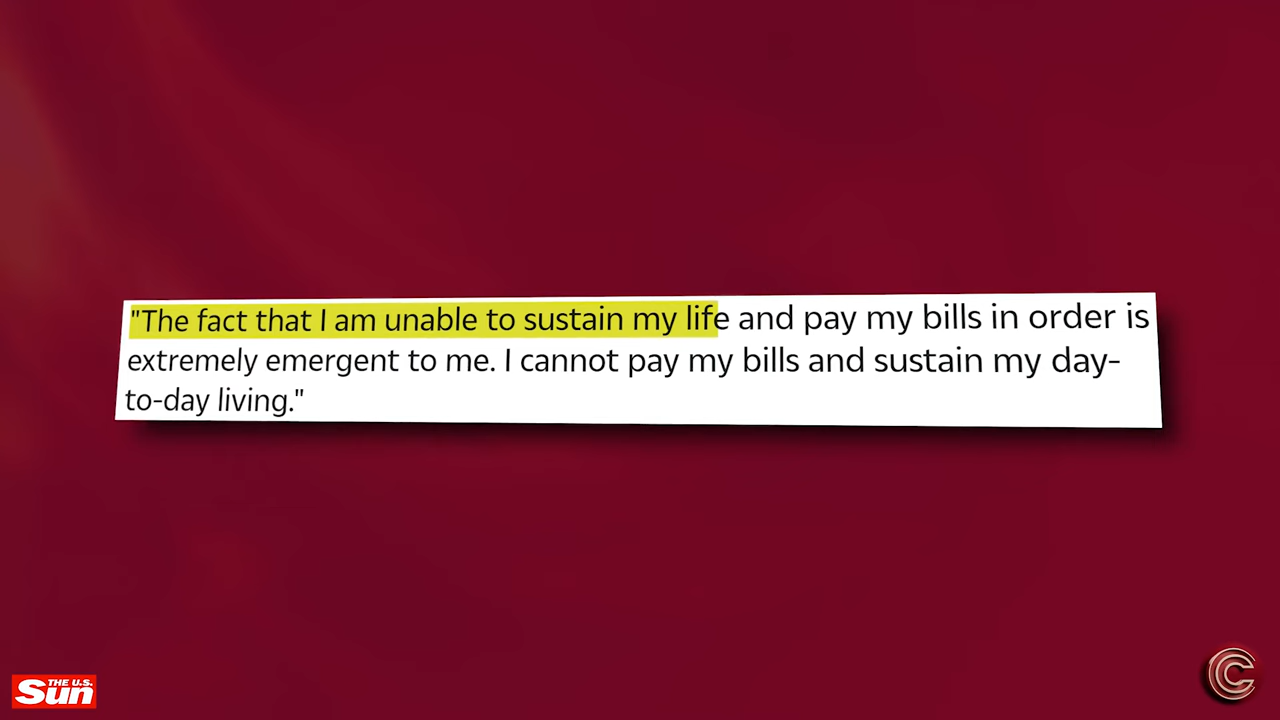 "The fact that I am unable to sustain my life and pay my bills in order is
extremely emergent to me. I cannot pay my bills and sustain my day-
to-day living."
THE U.S.
Sun